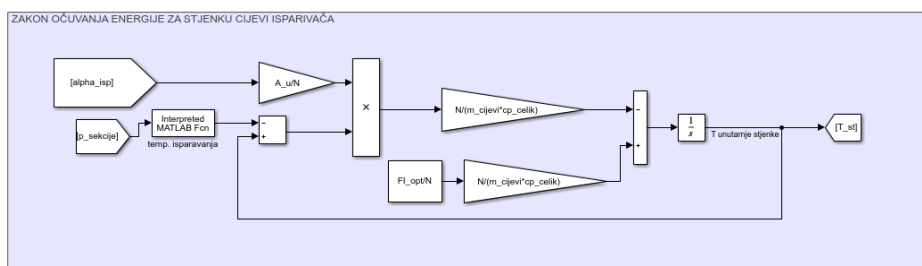 ZAKON OČUVANJA ENERGIJE ZA STJENKU CIJEVI ISPARIVAČA
[alpha_isp]
A_u/N
×
N/(m_cijevi*cp_celik)
[p_sekcije]
Interpreted
MATLAB Fcn
temp. isparavanja
−
+
−
+
1
s
T unutarnje stjenke
[T_st]
FI_opt/N
N/(m_cijevi*cp_celik)